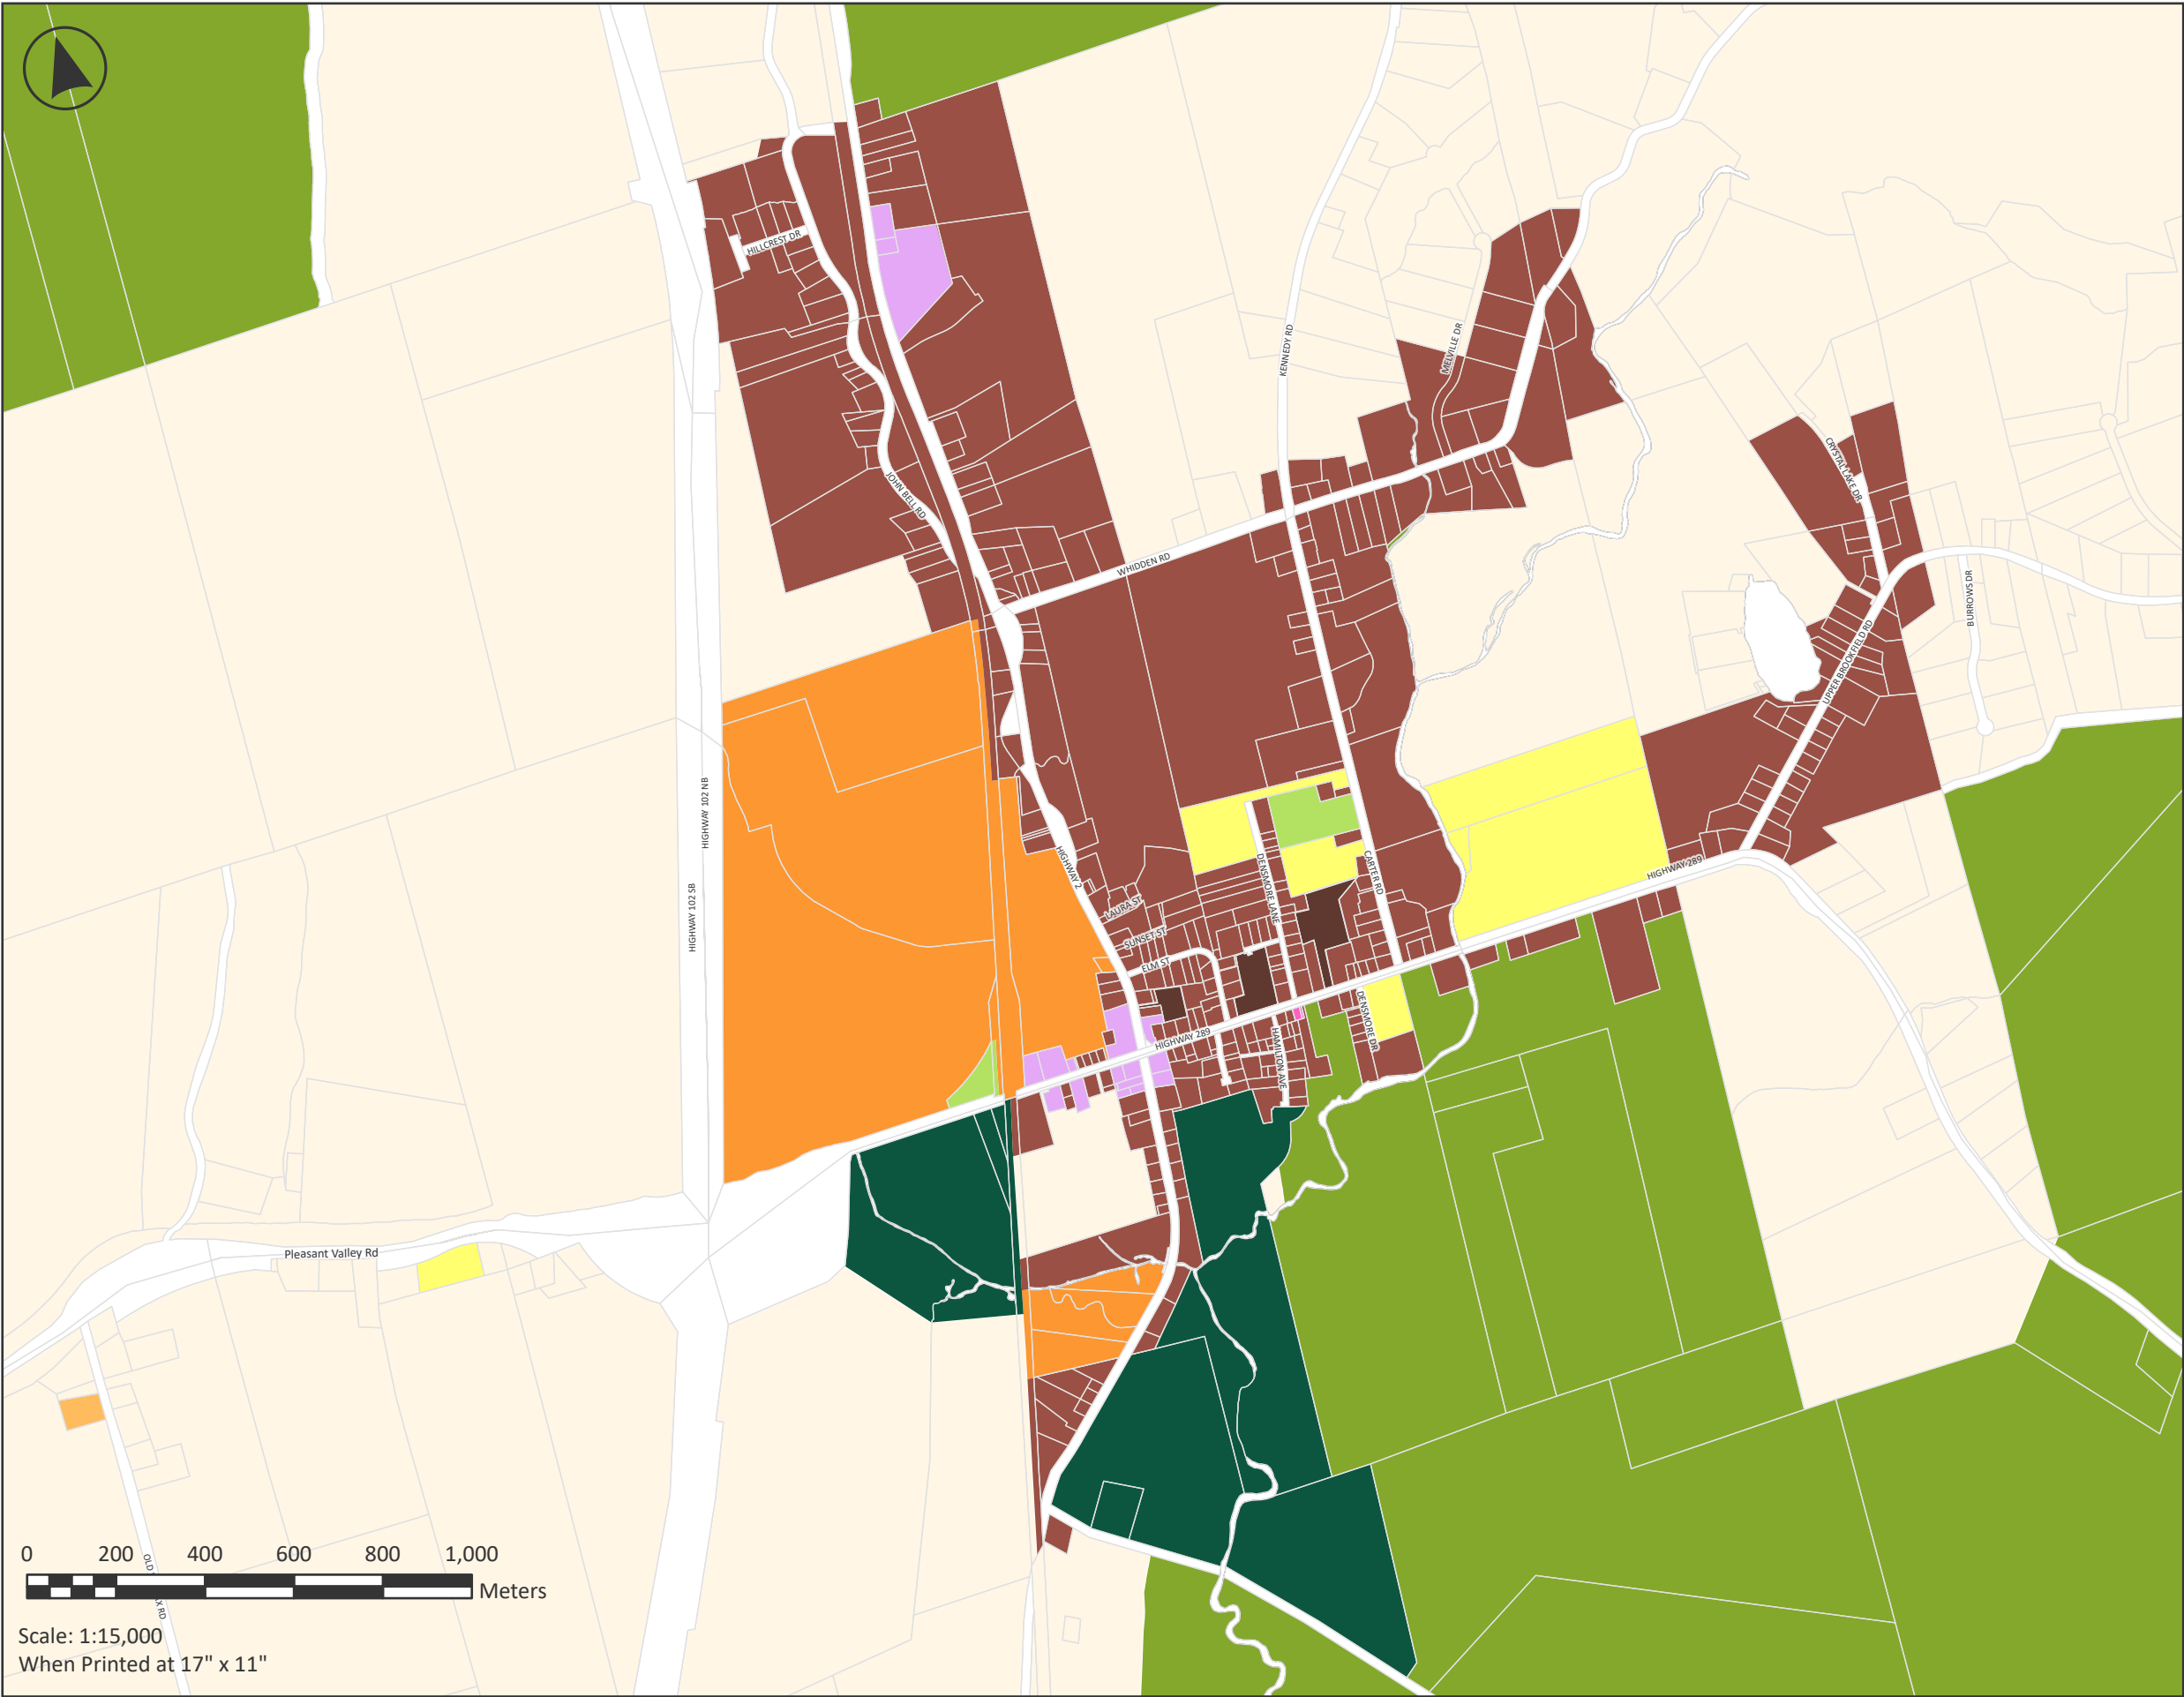 HILLCREST DR
KENNEDY RD
MELVILLE DR
CRYSTAL LAKE DR
JOHN BELL RD
WHIDDEN RD
BURROWS DR
UPPER BROOKFIELD RD
HIGHWAY 102 NB
HIGHWAY 102 SB
HIGHWAY 2
DENSMORE LANE
CARTER RD
HIGHWAY 289
LAURA ST
SUNSET ST
ELM ST
HIGHWAY 289
HAMILTON AVE
DENSMORE DR
Pleasant Valley Rd
OLD
RD
0 200 400 600 800 1,000
Meters
Scale: 1:15,000
When Printed at 17" x 11"